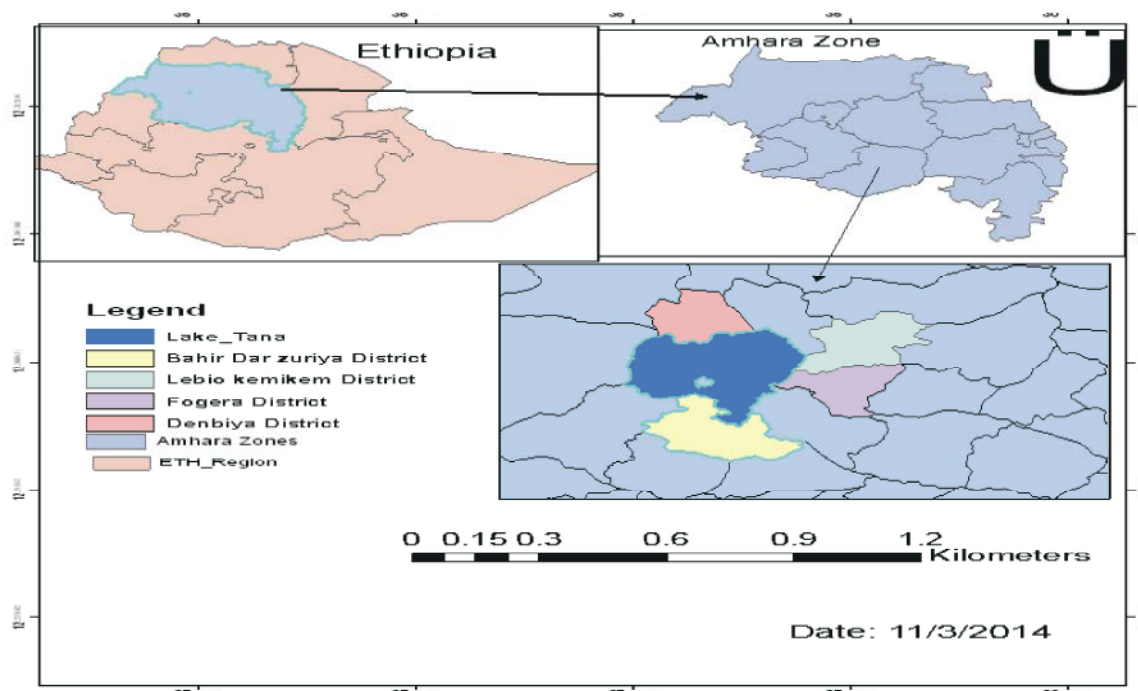 Ethiopia
Amhara Zone
Ü
Legend
Lake_Tana
Bahir Dar zuriya District
Lebio kemikem District
Fogera District
Denbiya District
Amhara Zones
ETH_Region
0 0.15 0.3 0.6 0.9 1.2
Kilometers
Date: 11/3/2014